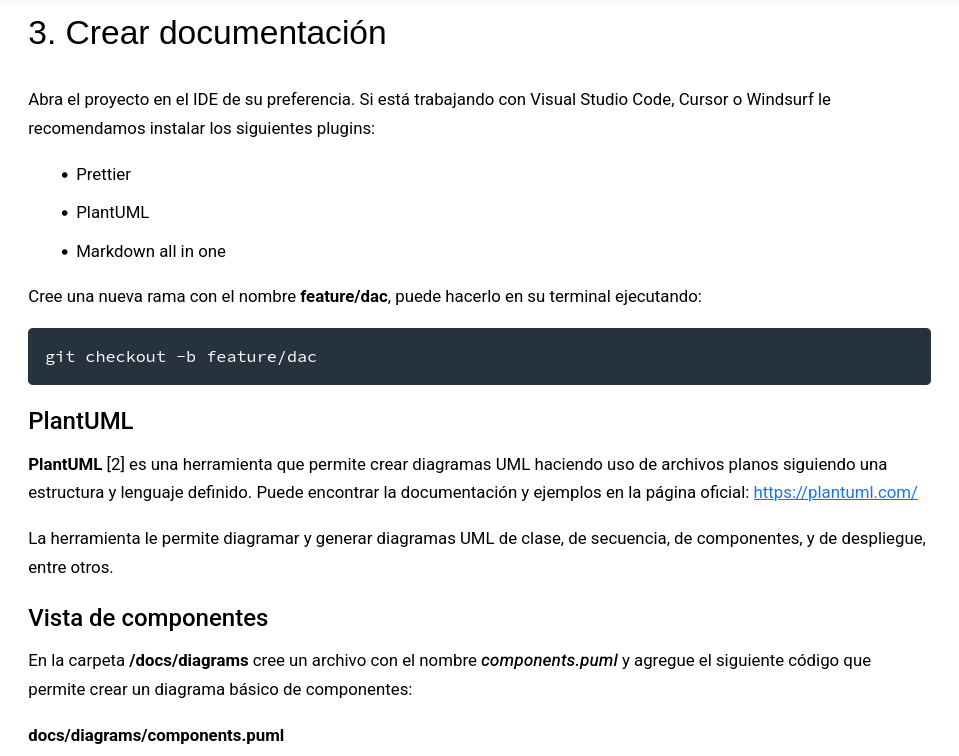 3. Crear documentación
Abra el proyecto en el IDE de su preferencia. Si está trabajando con Visual Studio Code, Cursor o Windsurf le
recomendamos instalar los siguientes plugins:
• Prettier
• PlantUML
• Markdown all in one
Cree una nueva rama con el nombre feature/dac, puede hacerlo en su terminal ejecutando:
git checkout -b feature/dac
PlantUML
PlantUML [2] es una herramienta que permite crear diagramas UML haciendo uso de archivos planos siguiendo una
estructura y lenguaje definido. Puede encontrar la documentación y ejemplos en la página oficial: https://plantuml.com/
La herramienta le permite diagramar y generar diagramas UML de clase, de secuencia, de componentes, y de despliegue,
entre otros.
Vista de componentes
En la carpeta /docs/diagrams cree un archivo con el nombre components.puml y agregue el siguiente código que
permite crear un diagrama básico de componentes:
docs/diagrams/components.puml